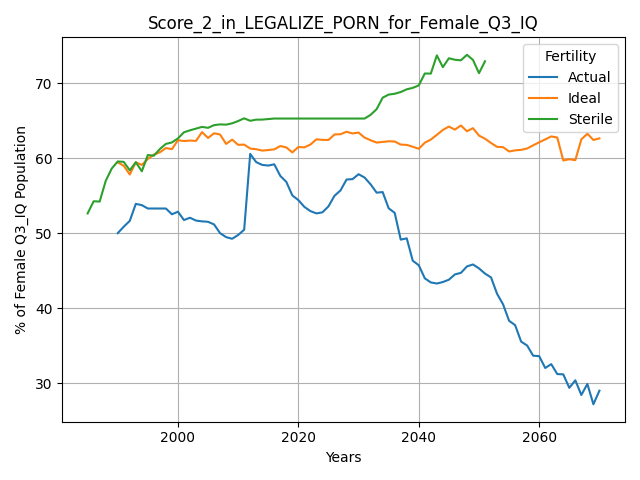 Score_2_in_LEGALIZE_PORN_for_Female_Q3_IQ
Fertility
Actual
Ideal
Sterile
% of Female Q3_IQ Population
70
60
50
40
30
2000 2020 2040 2060
Years